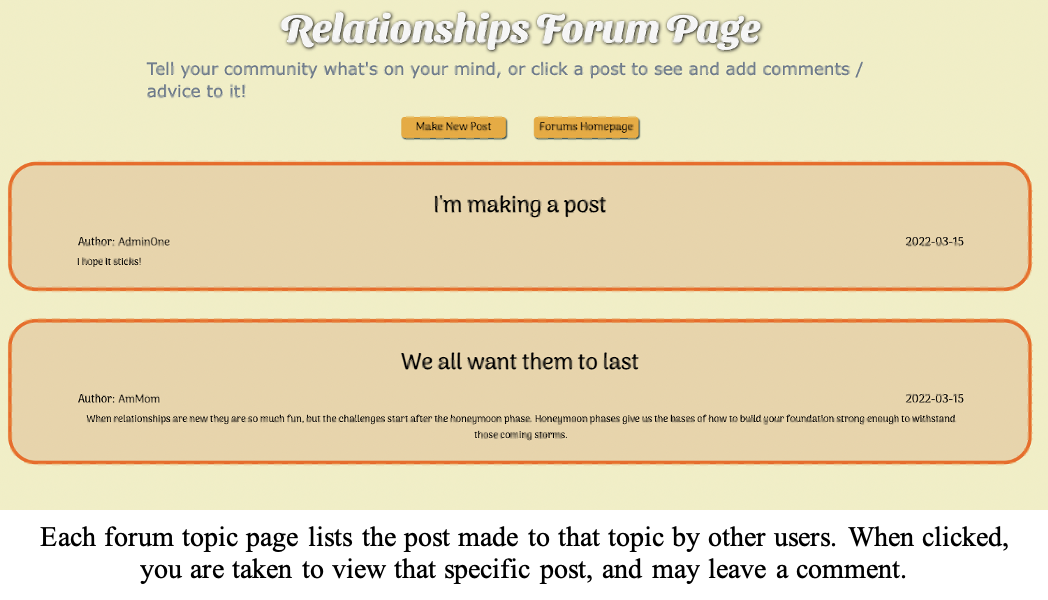 Relationships Forum Page
Tell your community what's on your mind, or click a post to see and add comments /
advice to it!
Make New Post Forums Homepage
I'm making a post
Author: AdminOne 2022-03-15
I hope it sticks!
We all want them to last
Author: AmMom 2022-03-15
When relationships are new they are so much fun, but the challenges start after the honeymoon phase. Honeymoon phases give us the bases of how to build your foundation strong enough to withstand
those coming storms.
Each forum topic page lists the post made to that topic by other users. When clicked,
you are taken to view that specific post, and may leave a comment.